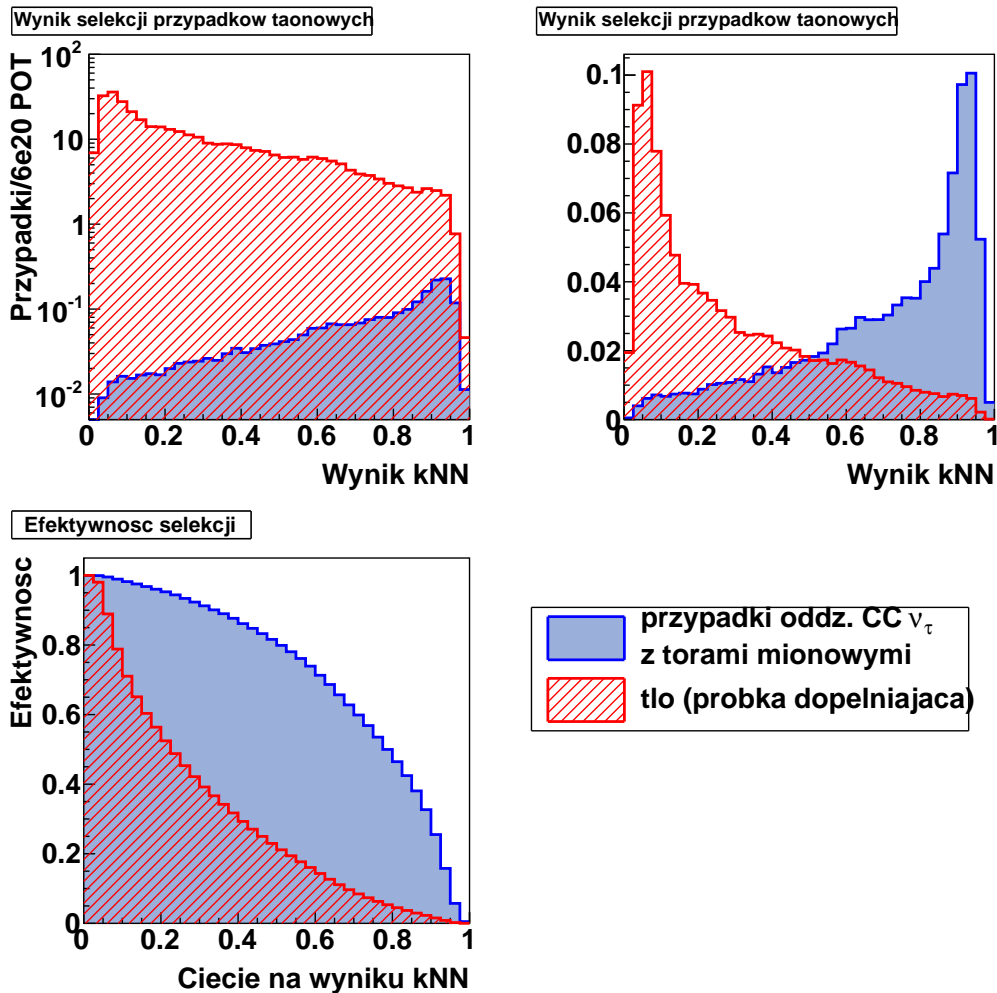 Wynik selekcji przypadkow taonowych
Przypadki/6e20 POT
10²
10
1
10⁻¹
10⁻²
0 0.2 0.4 0.6 0.8 1
Wynik kNN
Wynik selekcji przypadkow taonowych
0.1
0.08
0.06
0.04
0.02
0
0 0.2 0.4 0.6 0.8 1
Wynik kNN
Efektywnosc selekcji
Efektywnosc
1
0.8
0.6
0.4
0.2
0
0 0.2 0.4 0.6 0.8 1
Ciecie na wyniku kNN
przypadki oddz. CC ντ
z torami mionowymi
tlo (probka dopelniajaca)